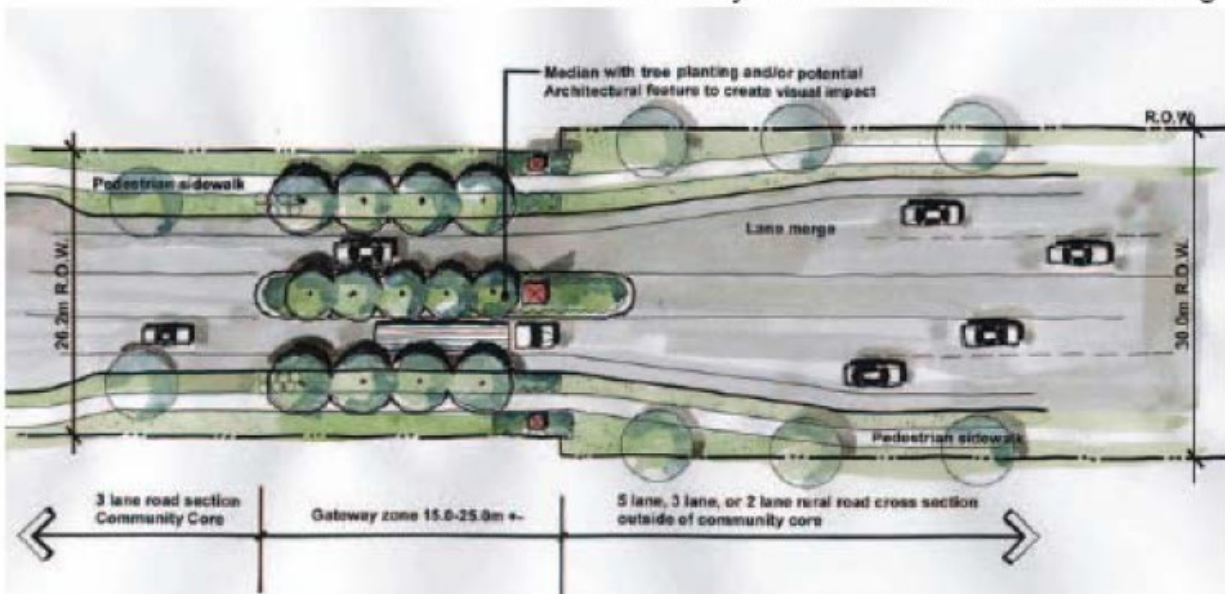 Median with tree planting and/or potential
Architectural feature to create visual impact
R.O.W.
Pedestrian sidewalk
Lane merge
26.2m R.O.W.
30.0m R.O.W.
Pedestrian sidewalk
3 lane road section
Community Core
Gateway zone 15.0-25.0m +-
5 lane, 3 lane, or 2 lane rural road cross section
outside of community core